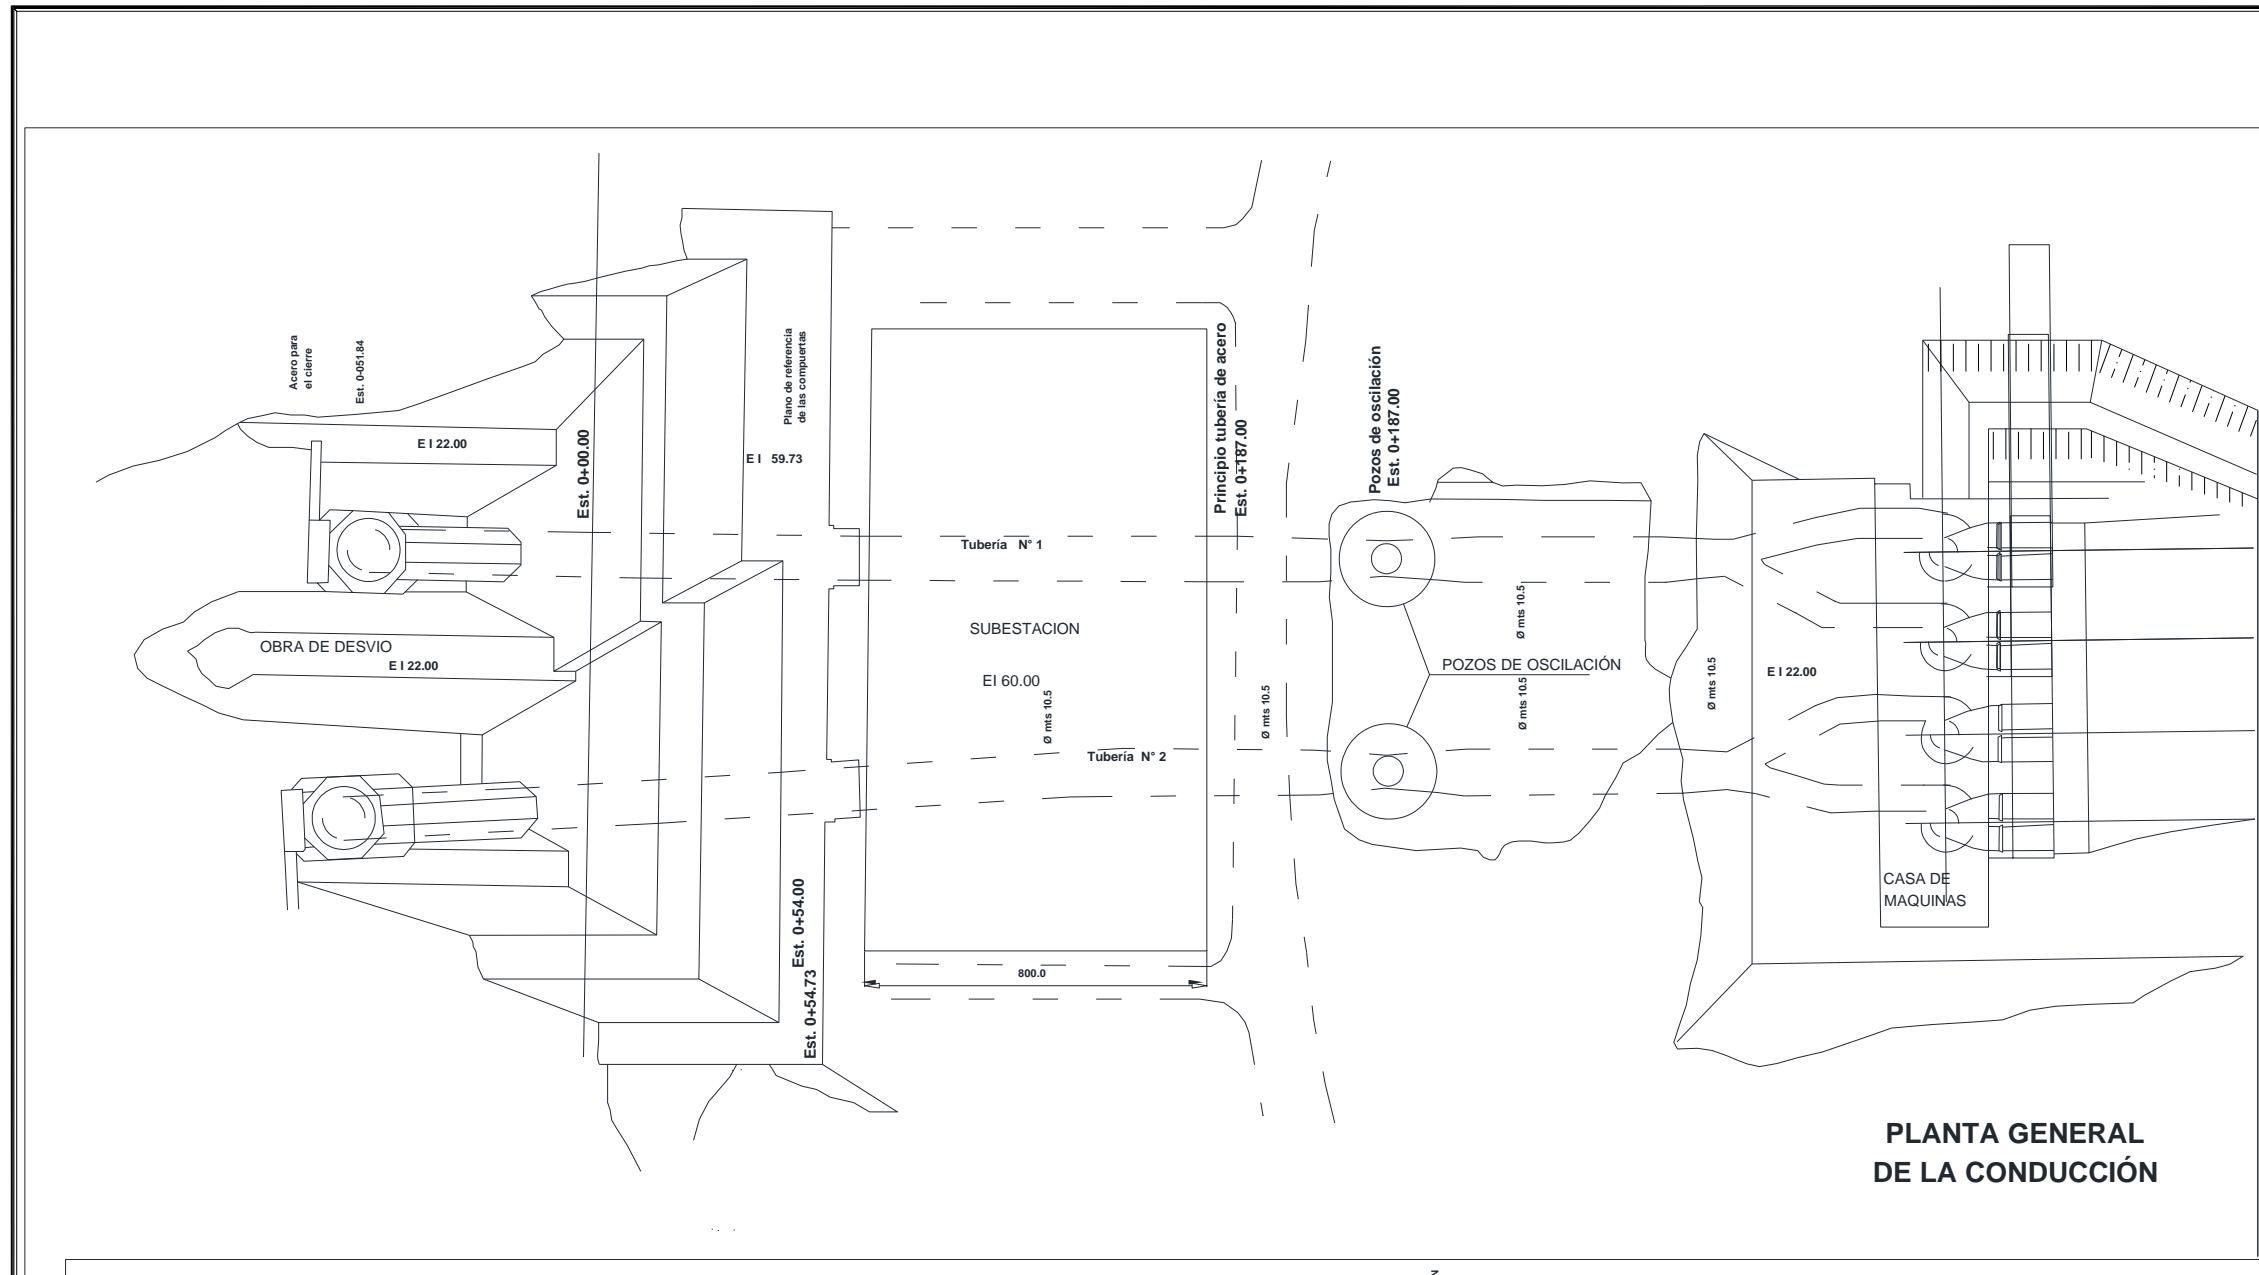 Acero para
el cierre
Est. 0-051.84
E I 22.00
Est. 0+00.00
Plano de referencia
de las compuertas
E I 59.73
Principio tubería de acero
Est. 0+187.00
Pozos de oscilación
Est. 0+187.00
Tubería N° 1
SUBESTACION
EI 60.00
Ø mts 10.5
Tubería N° 2
Ø mts 10.5
OBRA DE DESVIO
E I 22.00
Ø mts 10.5
POZOS DE OSCILACIÓN
Ø mts 10.5
Ø mts 10.5
E I 22.00
CASA DE
MAQUINAS
Est. 0+54.00
Est. 0+54.73
800.0
PLANTA GENERAL
DE LA CONDUCCIÓN